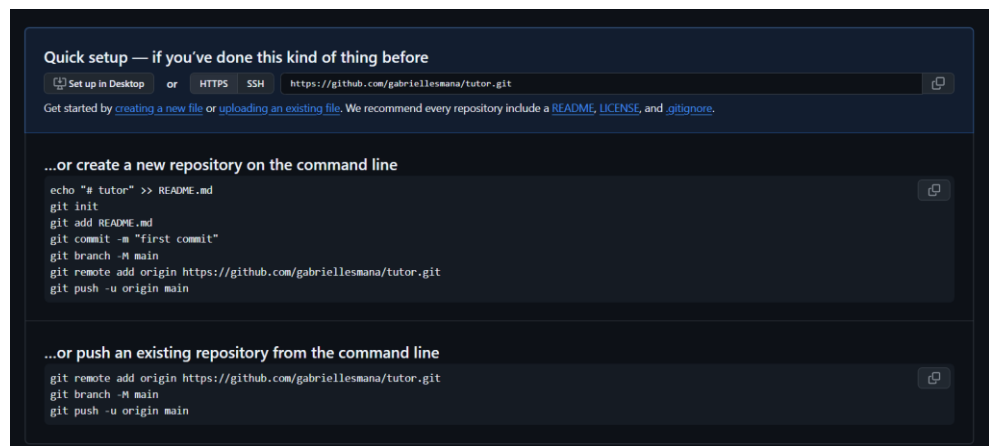 Quick setup — if you've done this kind of thing before
Set up in Desktop or HTTPS SSH https://github.com/gabriellesmana/tutor.git
Get started by creating a new file or uploading an existing file. We recommend every repository include a README, LICENSE, and .gitignore.
...or create a new repository on the command line
echo "# tutor" >> README.md
git init
git add README.md
git commit -m "first commit"
git branch -M main
git remote add origin https://github.com/gabriellesmana/tutor.git
git push -u origin main
...or push an existing repository from the command line
git remote add origin https://github.com/gabriellesmana/tutor.git
git branch -M main
git push -u origin main